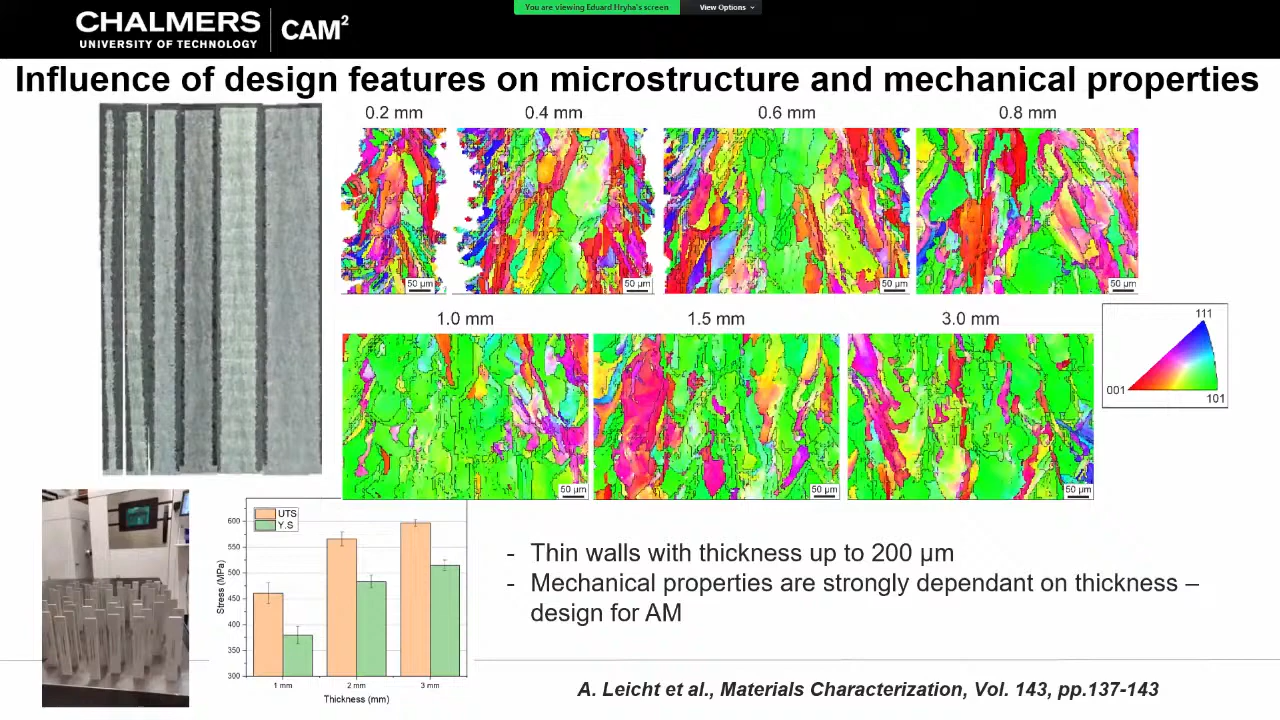 You are viewing Eduard Hryha's screen
View Options
CHALMERS
UNIVERSITY OF TECHNOLOGY
CAM²
Influence of design features on microstructure and mechanical properties
0.2 mm
0.4 mm
0.6 mm
0.8 mm
50 µm
50 µm
50 µm
50 µm
1.0 mm
1.5 mm
3.0 mm
111
001
101
50 µm
50 µm
50 µm
UTS
Y.S
600
550
500
450
400
350
300
Stress (MPa)
1 mm
2 mm
3 mm
Thickness (mm)
- Thin walls with thickness up to 200 µm
- Mechanical properties are strongly dependant on thickness –
design for AM
A. Leicht et al., Materials Characterization, Vol. 143, pp.137-143